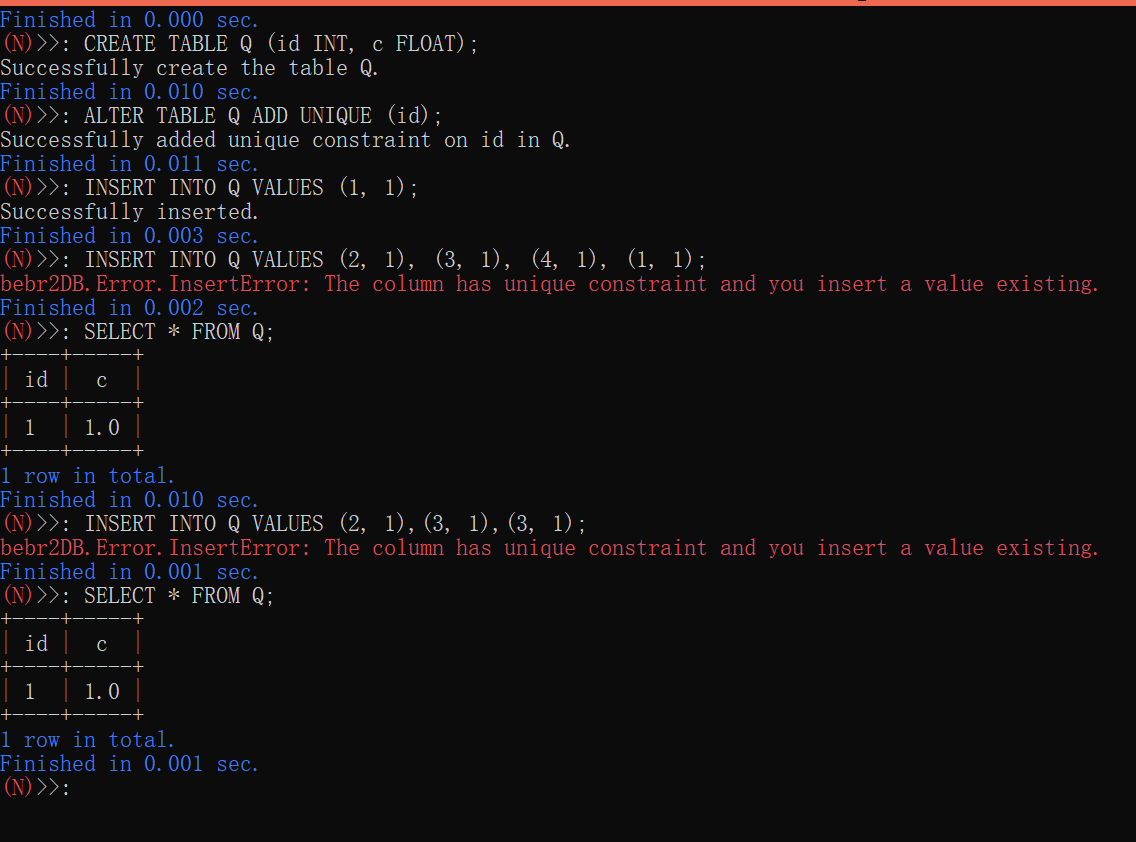 Finished in 0.000 sec.
(N)>>: CREATE TABLE Q (id INT, c FLOAT);
Successfully create the table Q.
Finished in 0.010 sec.
(N)>>: ALTER TABLE Q ADD UNIQUE (id);
Successfully added unique constraint on id in Q.
Finished in 0.011 sec.
(N)>>: INSERT INTO Q VALUES (1, 1);
Successfully inserted.
Finished in 0.003 sec.
(N)>>: INSERT INTO Q VALUES (2, 1), (3, 1), (4, 1), (1, 1);
bebr2DB.Error.InsertError: The column has unique constraint and you insert a value existing.
Finished in 0.002 sec.
(N)>>: SELECT * FROM Q;
+----+-----+
| id |  c  |
+----+-----+
| 1  | 1.0 |
+----+-----+
1 row in total.
Finished in 0.010 sec.
(N)>>: INSERT INTO Q VALUES (2, 1),(3, 1),(3, 1);
bebr2DB.Error.InsertError: The column has unique constraint and you insert a value existing.
Finished in 0.001 sec.
(N)>>: SELECT * FROM Q;
+----+-----+
| id |  c  |
+----+-----+
| 1  | 1.0 |
+----+-----+
1 row in total.
Finished in 0.001 sec.
(N)>>: